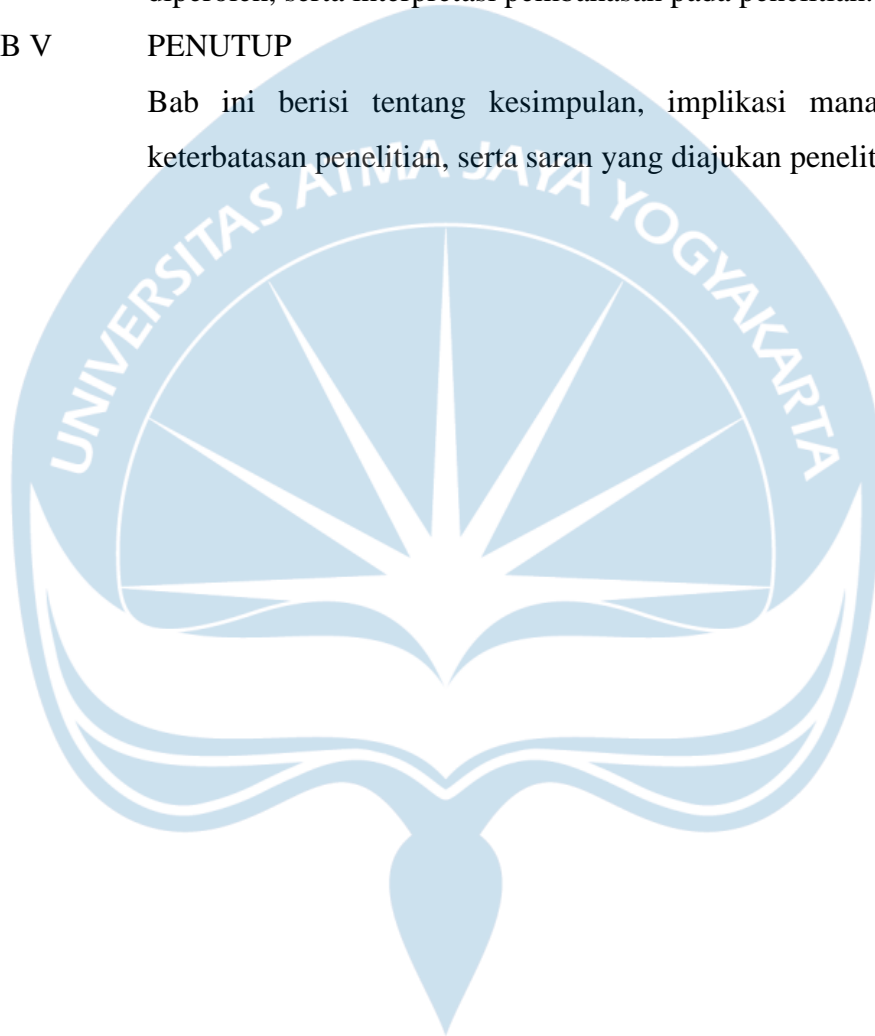 serta interpretasi pembahasan pada penelitian.
B V PENUTUP
Bab ini berisi tentang kesimpulan, implikasi mana
keterbatasan penelitian, serta saran yang diajukan penelit
UNIVERSITAS ATMA JAYA YOGYAKARTA